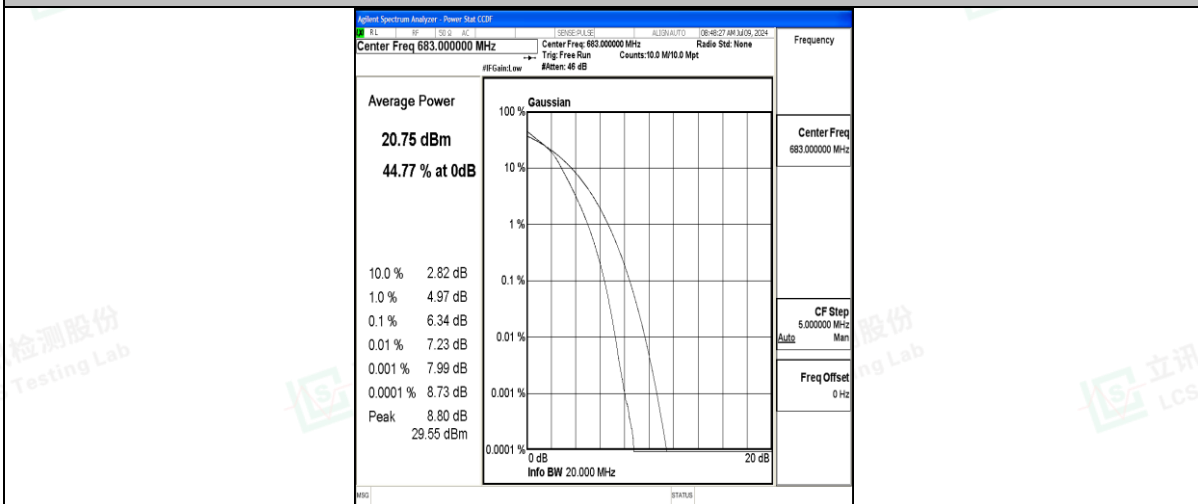 Agilent Spectrum Analyzer - Power Stat CCDF
RL RF 50 Ω AC SENSE:PULSE ALIGN AUTO 08:48:27 AM Jul 09, 2024
Center Freq 683.000000 MHz
Center Freq: 683.000000 MHz Radio Std: None
Trig: Free Run Counts:10.0 M/10.0 Mpt
#IFGain:Low #Atten: 46 dB
Frequency
Average Power
20.75 dBm
44.77 % at 0dB
10.0 % 2.82 dB
1.0 % 4.97 dB
0.1 % 6.34 dB
0.01 % 7.23 dB
0.001 % 7.99 dB
0.0001 % 8.73 dB
Peak 8.80 dB
29.55 dBm
Gaussian
100 %
10 %
1 %
0.1 %
0.01 %
0.001 %
0.0001 %
0 dB 20 dB
Info BW 20.000 MHz
Center Freq
683.000000 MHz
CF Step
5.000000 MHz
Auto Man
Freq Offset
0 Hz
MSG STATUS
检测股份
Testing Lab
股份
ng Lab
立讯
LCS